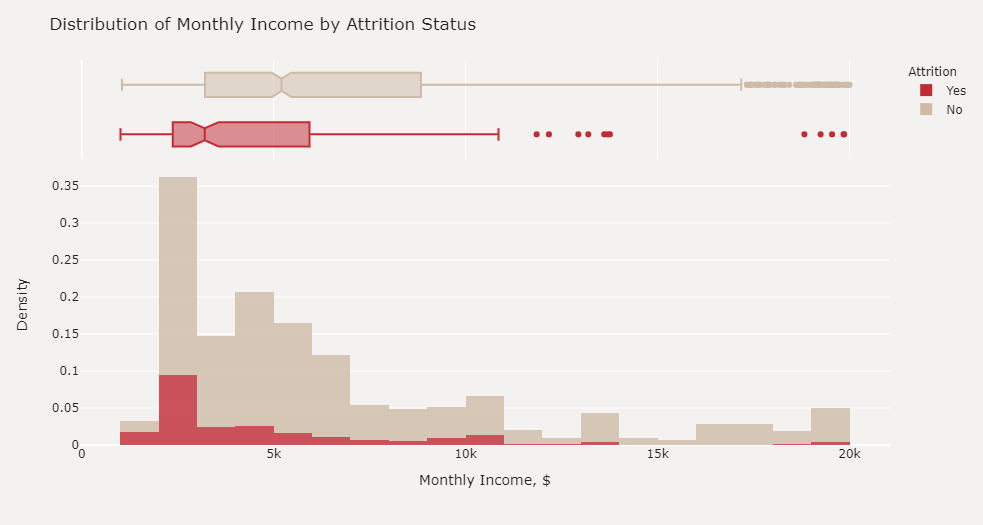 Distribution of Monthly Income by Attrition Status
Attrition
Yes
No
0.35
0.3
0.25
0.2
0.15
0.1
0.05
0
Density
0 5k 10k 15k 20k
Monthly Income, $